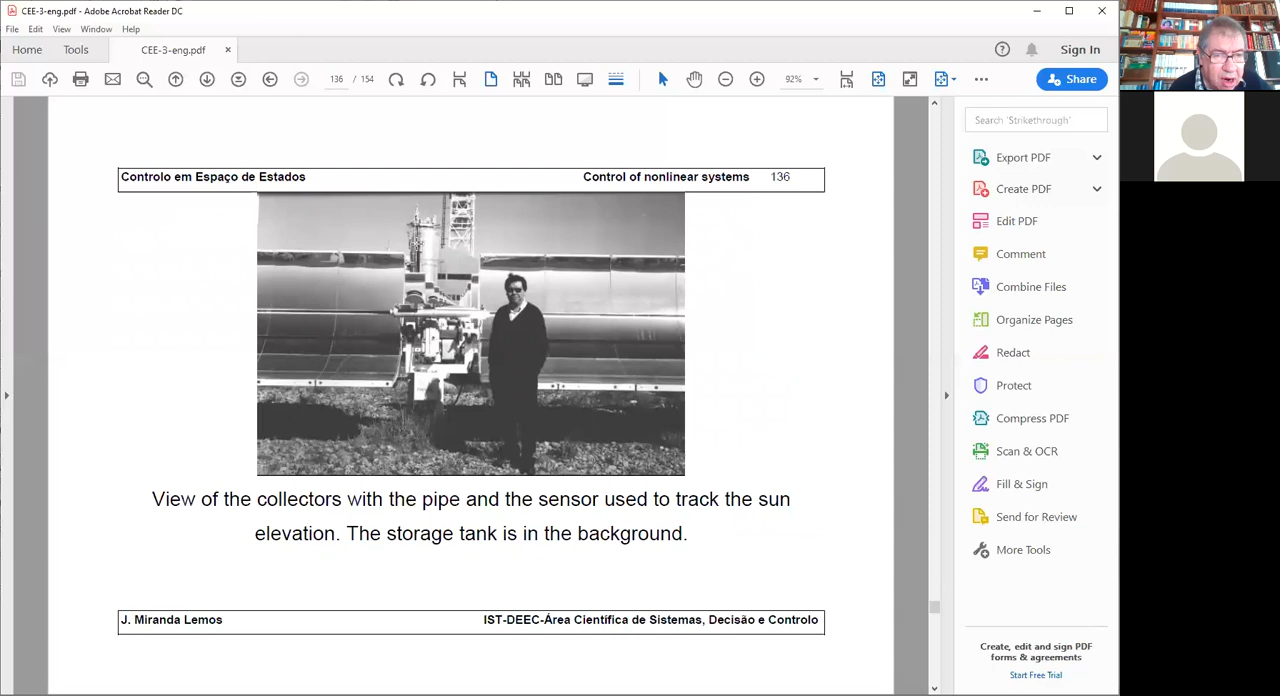 CEE-3-eng.pdf - Adobe Acrobat Reader DC
File Edit View Window Help
Home Tools CEE-3-eng.pdf × Sign In
136 / 154 92% Share
Search 'Strikethrough'
Controlo em Espaço de Estados Control of nonlinear systems 136
View of the collectors with the pipe and the sensor used to track the sun
elevation. The storage tank is in the background.
J. Miranda Lemos IST-DEEC-Área Científica de Sistemas, Decisão e Controlo
Export PDF
Create PDF
Edit PDF
Comment
Combine Files
Organize Pages
Redact
Protect
Compress PDF
Scan & OCR
Fill & Sign
Send for Review
More Tools
Create, edit and sign PDF
forms & agreements
Start Free Trial